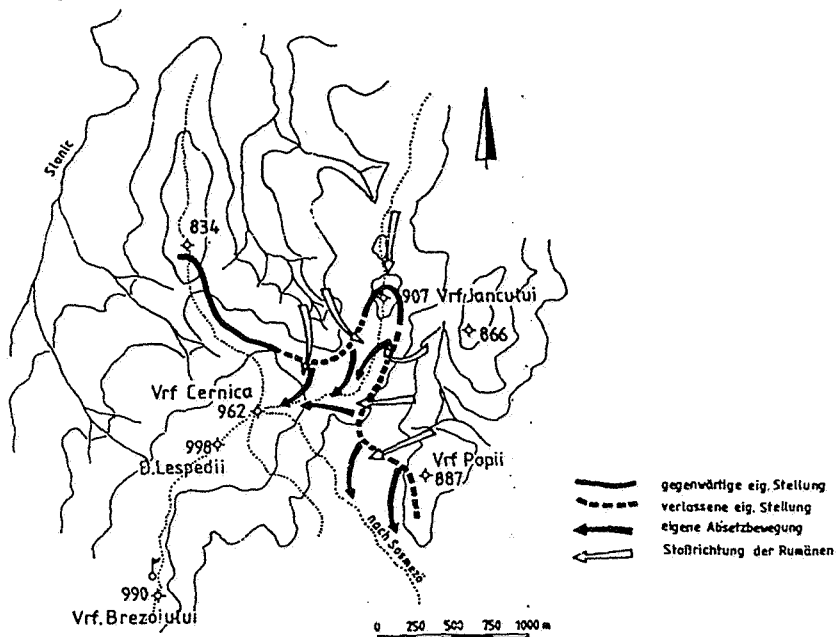 Slanic
834
907 Vrf Jancului
866
Vrf Cernica
962
998
D. Lespedii
Vrf Popii
887
nach Sosmezö
990
Vrf. Brezoiului
gegenwärtige eig. Stellung
verlassene eig. Stellung
eigene Absetzbewegung
Stoßrichtung der Rumänen
0 250 500 750 1000 m